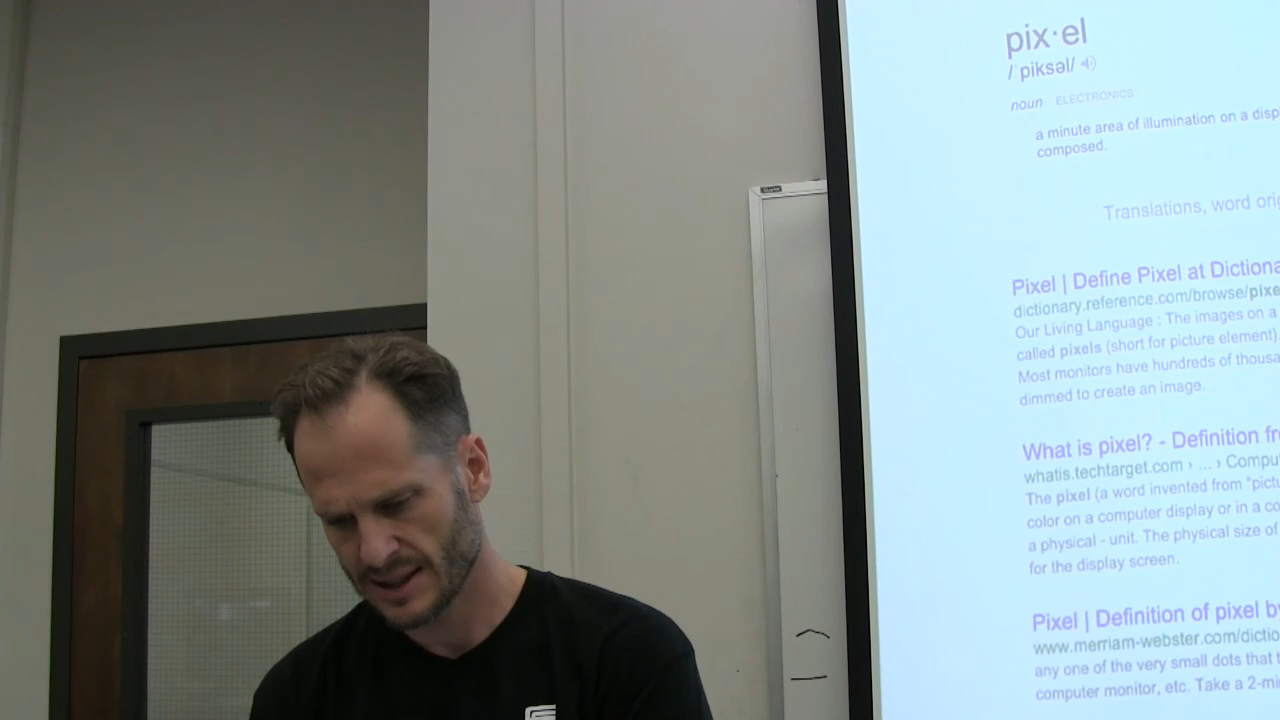 pix·el
/ˈpiksəl/
noun ELECTRONICS
a minute area of illumination on a disp
composed.
Translations, word orig
Pixel | Define Pixel at Dictiona
dictionary.reference.com/browse/pixe
Our Living Language : The images on a
called pixels (short for picture element).
Most monitors have hundreds of thousa
dimmed to create an image.
What is pixel? - Definition fro
whatis.techtarget.com › ... › Compu
The pixel (a word invented from "pictu
color on a computer display or in a co
a physical - unit. The physical size of
for the display screen.
Pixel | Definition of pixel by
www.merriam-webster.com/dictio
any one of the very small dots that t
computer monitor, etc. Take a 2-mi